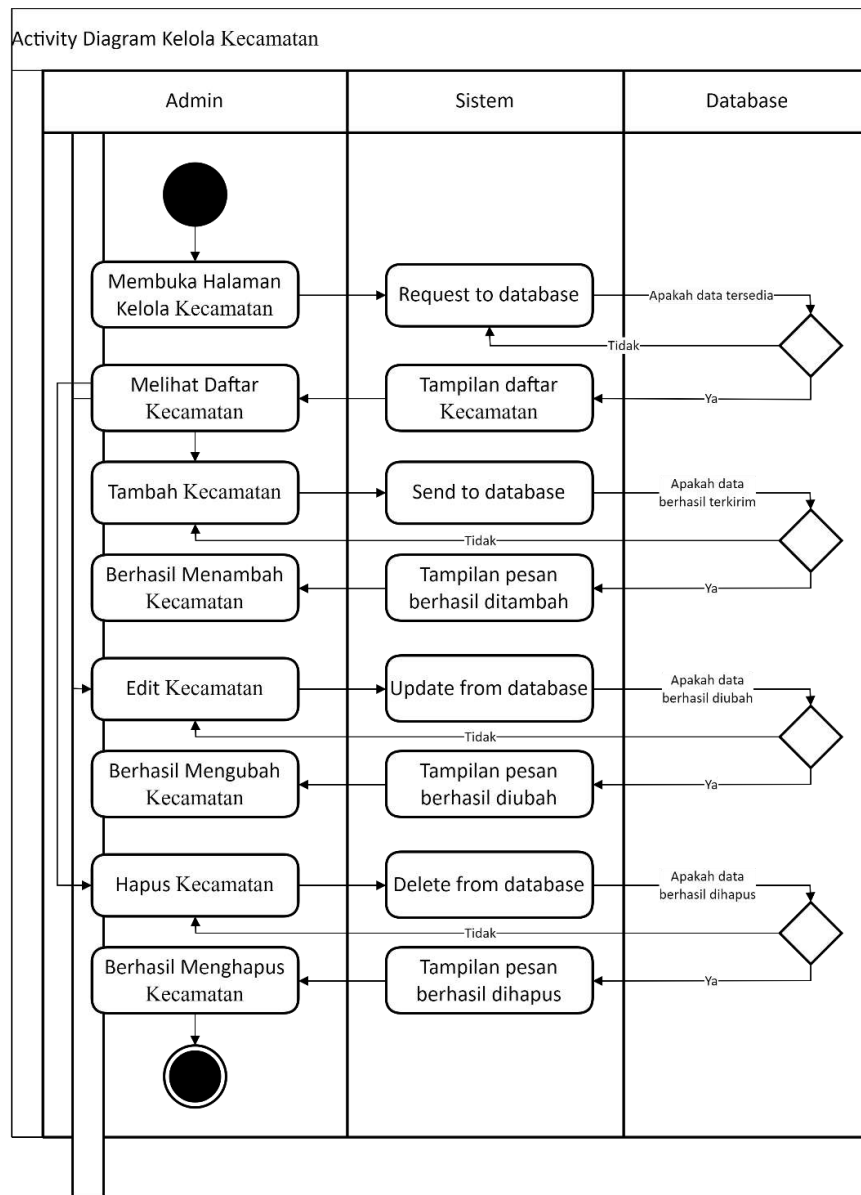 Activity Diagram Kelola Kecamatan
Admin
Sistem
Database
Membuka Halaman
Kelola Kecamatan
Request to database
Apakah data tersedia
Tidak
Melihat Daftar
Kecamatan
Tampilan daftar
Kecamatan
Ya
Tambah Kecamatan
Send to database
Apakah data
berhasil terkirim
Tidak
Berhasil Menambah
Kecamatan
Tampilan pesan
berhasil ditambah
Ya
Edit Kecamatan
Update from database
Apakah data
berhasil diubah
Tidak
Berhasil Mengubah
Kecamatan
Tampilan pesan
berhasil diubah
Ya
Hapus Kecamatan
Delete from database
Apakah data
berhasil dihapus
Tidak
Berhasil Menghapus
Kecamatan
Tampilan pesan
berhasil dihapus
Ya